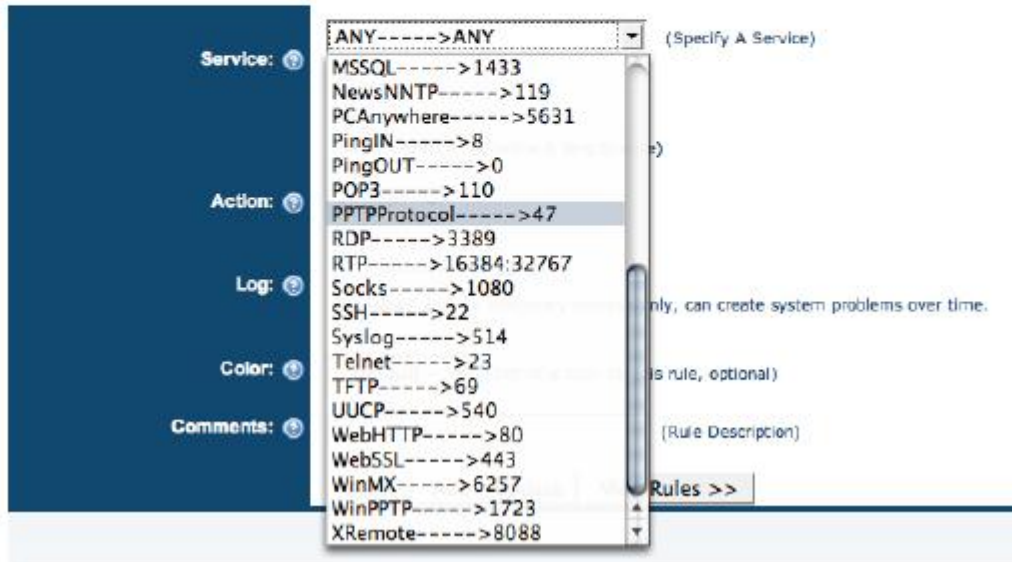 ANY----->ANY
(Specify A Service)
Service:
MSSQL----->1433
NewsNNTP----->119
PCAnywhere----->5631
PingIN----->8
PingOUT----->0
POP3----->110
Action:
PPTPProtocol----->47
RDP----->3389
RTP----->16384:32767
Log:
Socks----->1080
SSH----->22
nly, can create system problems over time.
Syslog----->514
Telnet----->23
Color:
is rule, optional)
TFTP----->69
UUCP----->540
Comments:
WebHTTP----->80
(Rule Description)
WebSSL----->443
WinMX----->6257
Rules >>
WinPPTP----->1723
XRemote----->8088